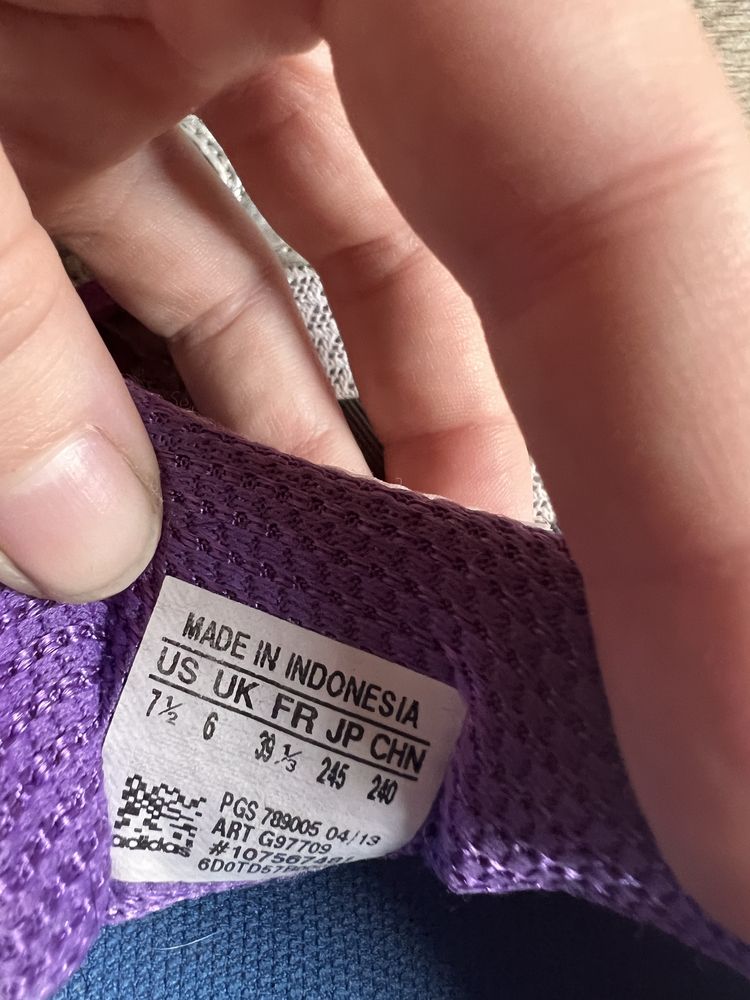 MADE IN INDONESIA
US UK FR JP CHN
7½ 6 39⅓ 245 240
PGS 789005 04/13
ART G97709
adidas